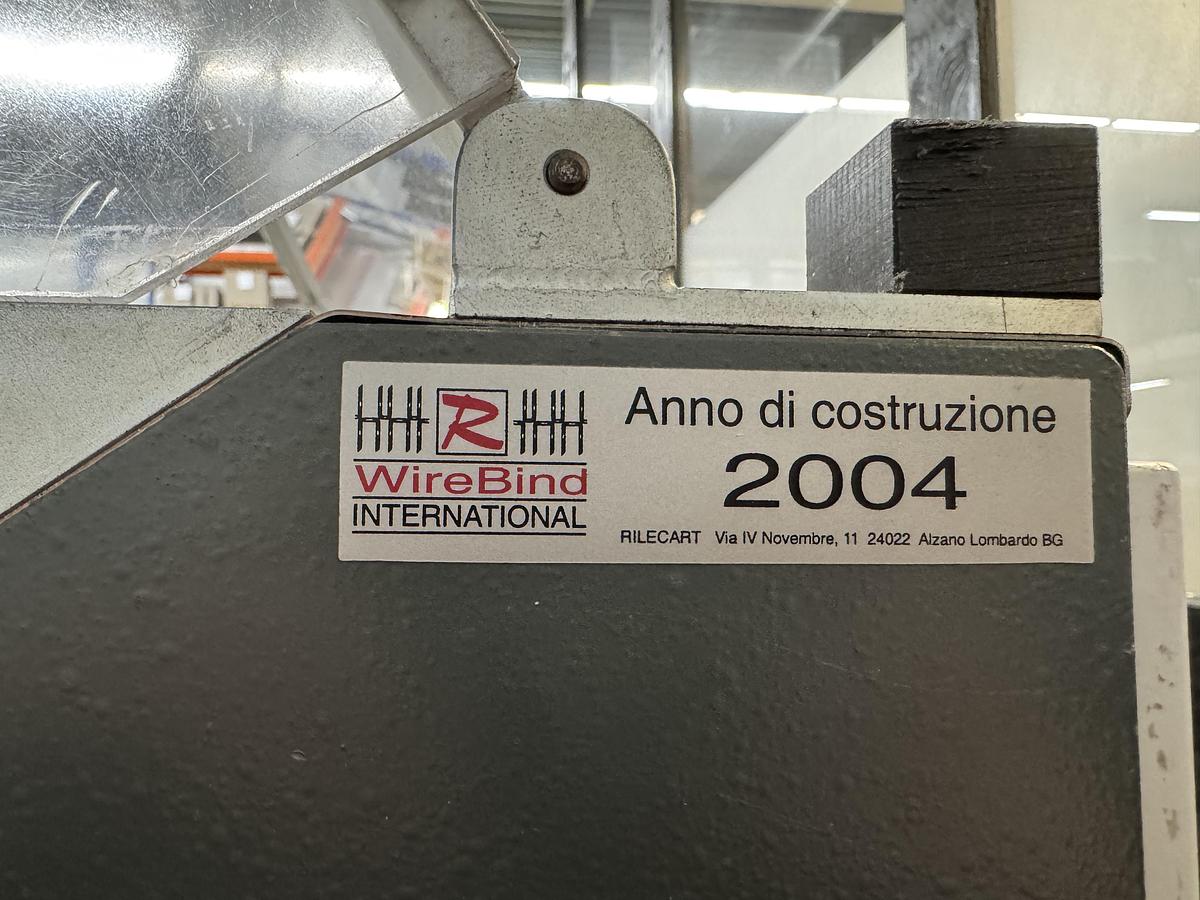 R
WireBind
INTERNATIONAL
Anno di costruzione
2004
RILECART Via IV Novembre, 11 24022 Alzano Lombardo BG